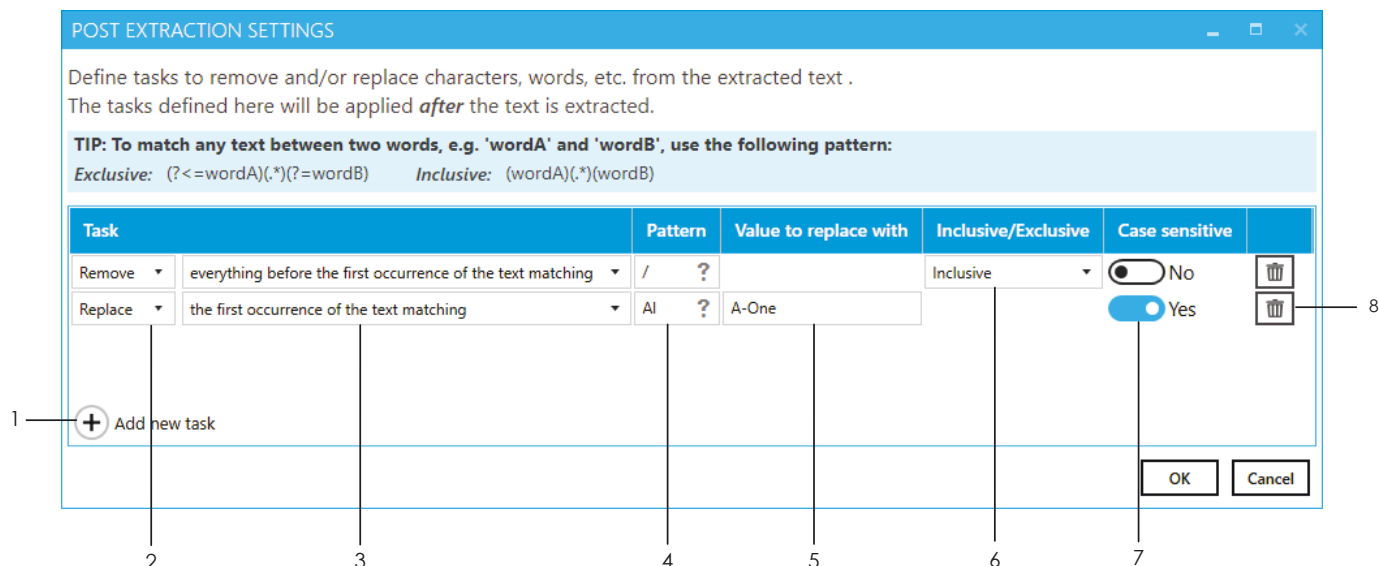 POST EXTRACTION SETTINGS
Define tasks to remove and/or replace characters, words, etc. from the extracted text .
The tasks defined here will be applied after the text is extracted.
TIP: To match any text between two words, e.g. 'wordA' and 'wordB', use the following pattern:
Exclusive: (?<=wordA)(.*)(?=wordB) Inclusive: (wordA)(.*)(wordB)
Task Pattern Value to replace with Inclusive/Exclusive Case sensitive
Remove everything before the first occurrence of the text matching / ? Inclusive No
Replace the first occurrence of the text matching AI ? A-One Yes
8
1
+ Add new task
OK Cancel
2 3 4 5 6 7